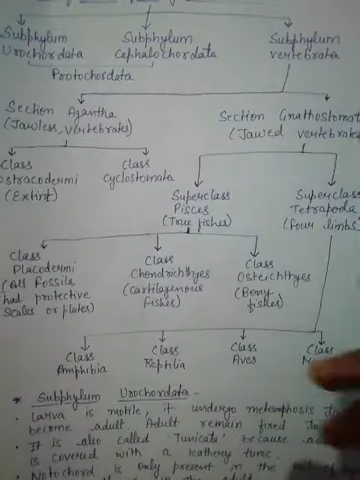 Subphylum Subphylum Subphylum
Urochordata Cephalochordata vertebrata
Protochordata
Section Agantha Section Gnathostomat
(Jawless, vertebrates) (Jawed vertebrates
Class Class
Ostracodermi Cyclostomata
(Extint)
Superclass Superclass
Pisces Tetrapoda
(True fishes) (four limbs)
Class Class Class
Placodermi Chondrichthyes Osteichthyes
(All fossils, (Cartilagenous (Bony
had protective fishes) fishes)
scales or plates)
Class Class Class Class
Amphibia Reptilia Aves
* Subphylum Urochordata -
• Larva is motile, it undergo metamorphosis to
become adult. Adult remain fixed to
• It is also called 'Tunicata' because
is covered with a leathery tunic.
• Notochord is only present in the